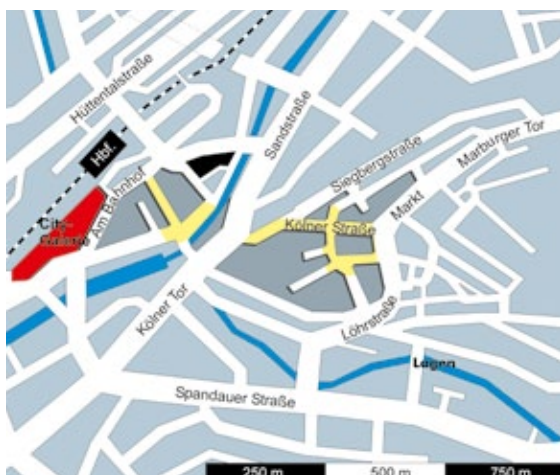 Hüttentalstraße
Hbf.
Sandstraße
Siegbergstraße
Marburger Tor
Am Bahnhof
City-
Galerie
Kölner Straße
Markt
Kölner Tor
Löhrstraße
Lagen
Spandauer Straße
250 m
500 m
750 m